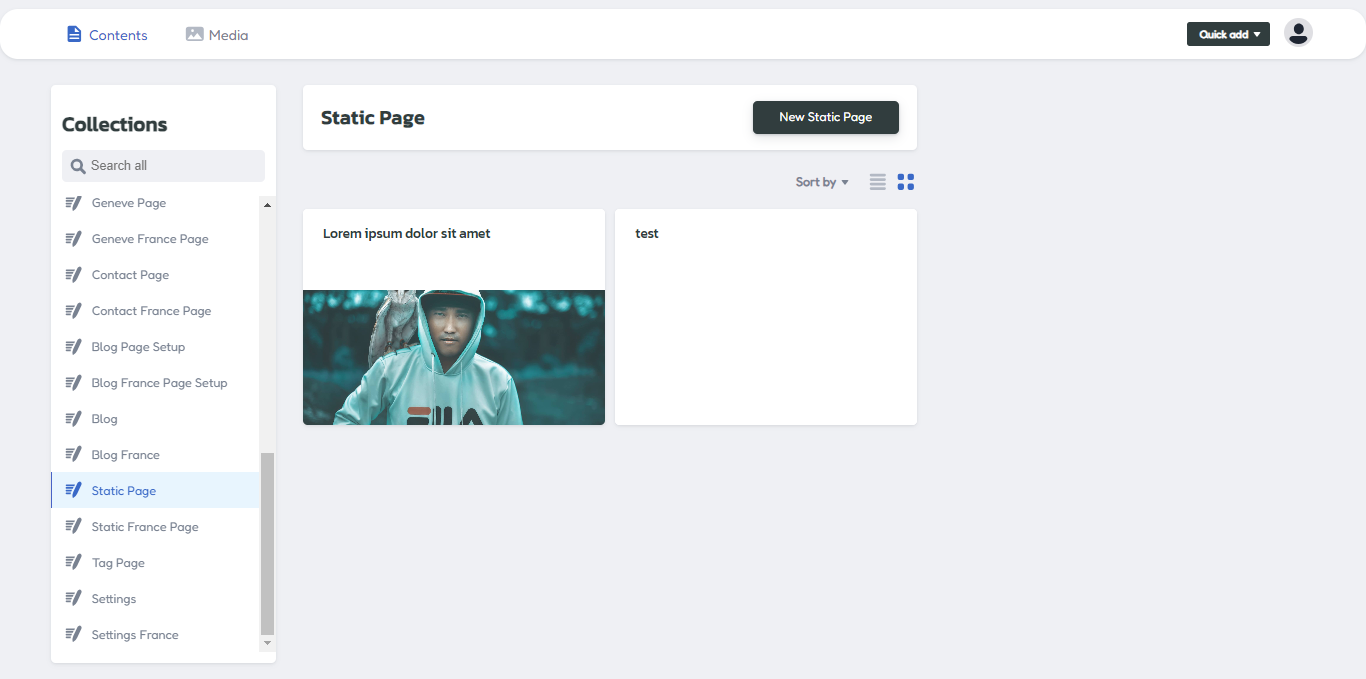 Contents
Media
Quick add
Collections
Search all
Geneve Page
Geneve France Page
Contact Page
Contact France Page
Blog Page Setup
Blog France Page Setup
Blog
Blog France
Static Page
Static France Page
Tag Page
Settings
Settings France
Static Page
New Static Page
Sort by
Lorem ipsum dolor sit amet
FILA
test